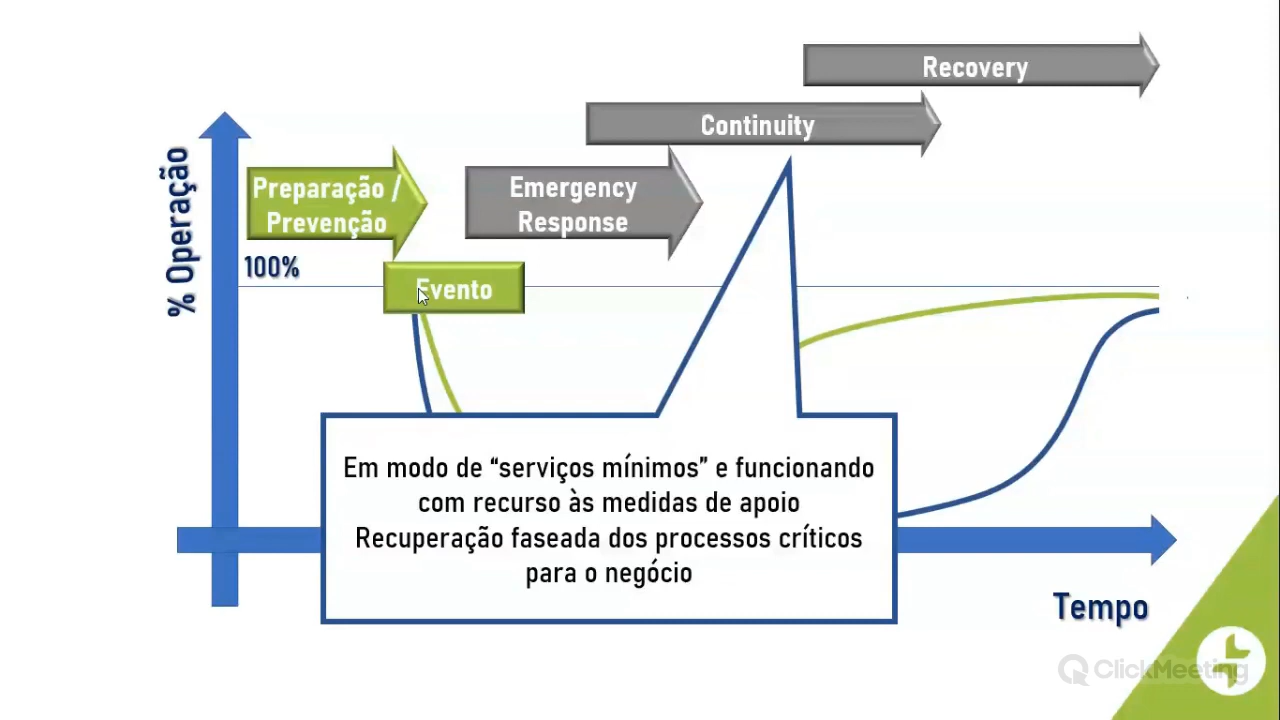 Recovery
Continuity
% Operação
Preparação /
Prevenção
Emergency
Response
100%
Evento
Em modo de “serviços mínimos” e funcionando
com recurso às medidas de apoio
Recuperação faseada dos processos críticos
para o negócio
Tempo
ClickMeeting